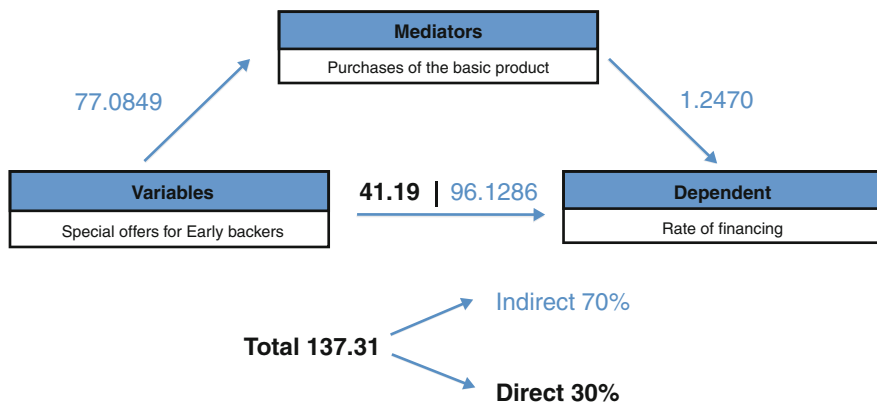 Mediators
Purchases of the basic product
77.0849
1.2470
Variables
Special offers for Early backers
41.19 | 96.1286
Dependent
Rate of financing
Indirect 70%
Total 137.31
Direct 30%